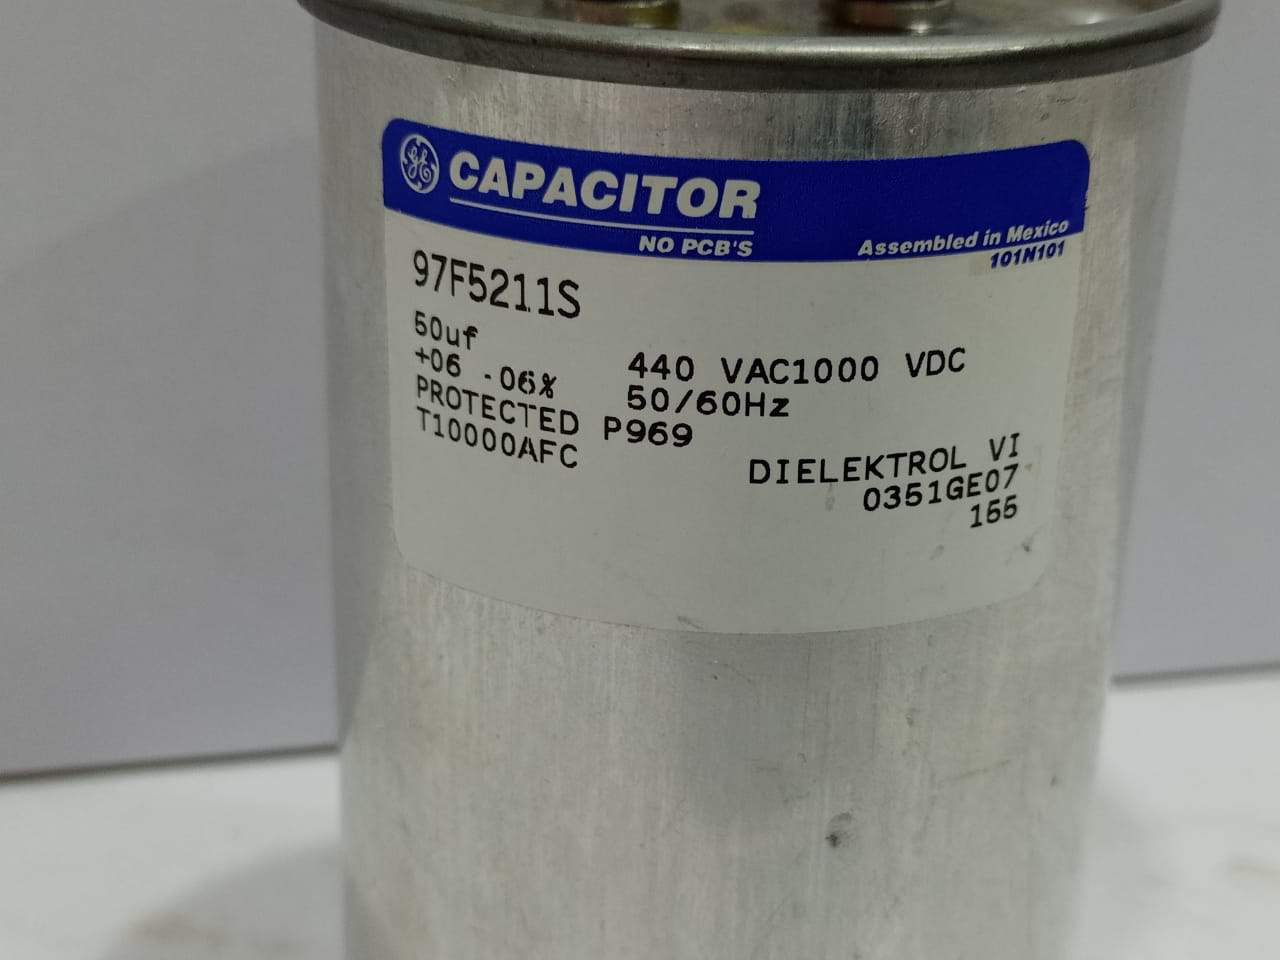 GE CAPACITOR
NO PCB'S
Assembled in Mexico
101N101
97F5211S
50uf
440 VAC1000 VDC
+06 -06%
50/60Hz
PROTECTED P969
T10000AFC
DIELEKTROL VI
0351GE07
155